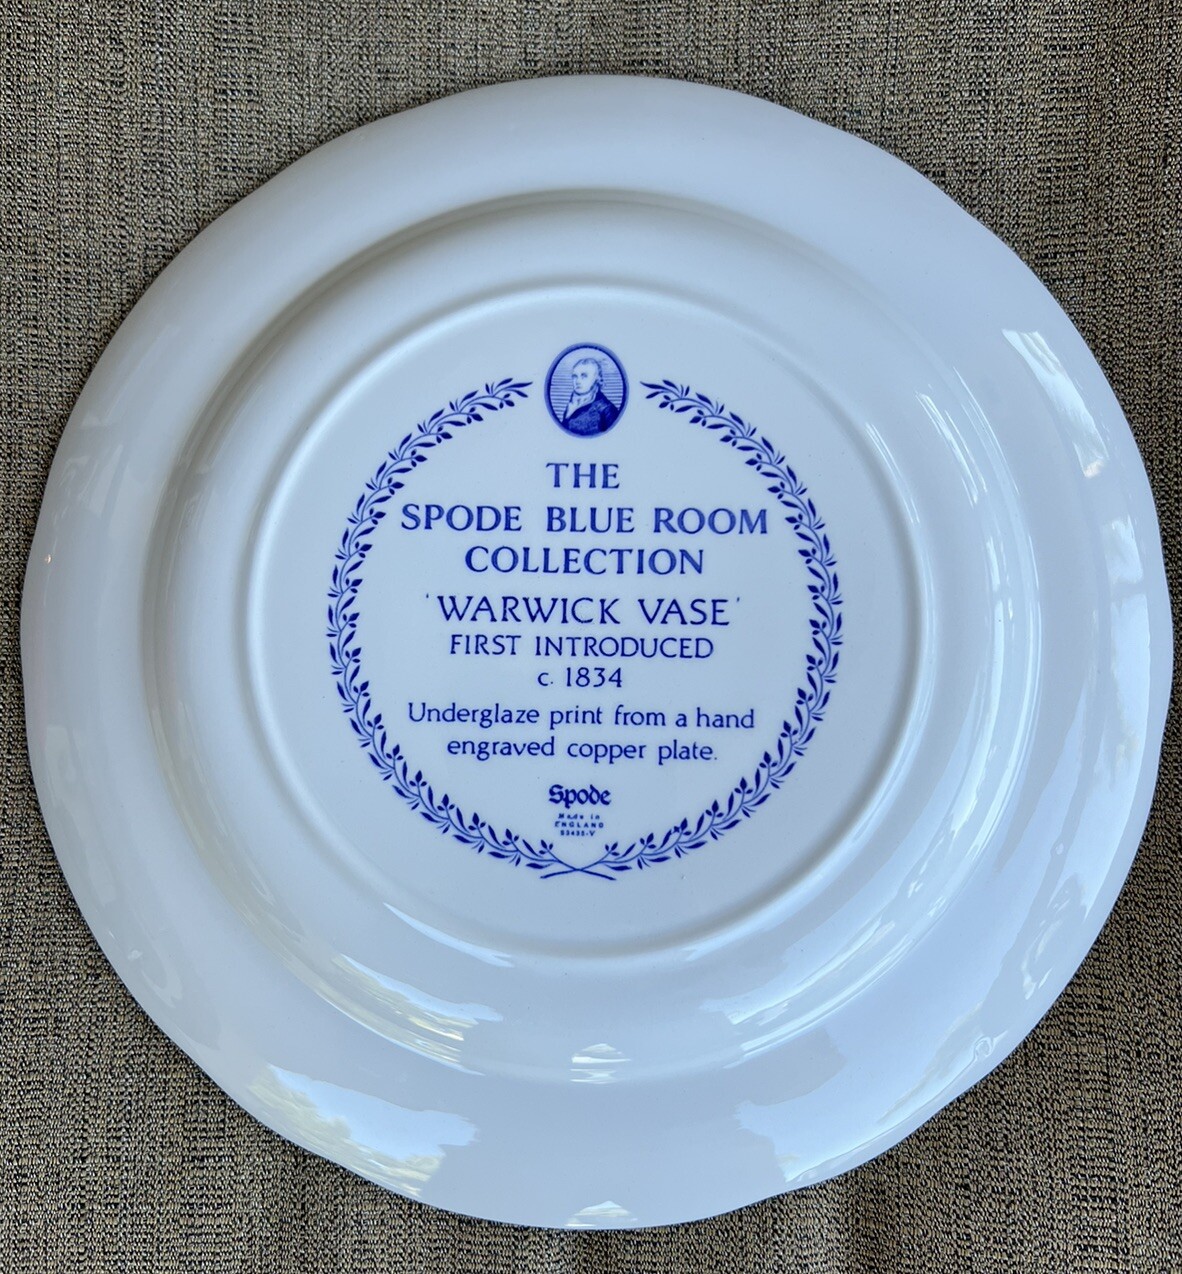 THE
SPODE BLUE ROOM
COLLECTION
'WARWICK VASE'
FIRST INTRODUCED
c. 1834
Underglaze print from a hand
engraved copper plate.
Spode
Made in
ENGLAND